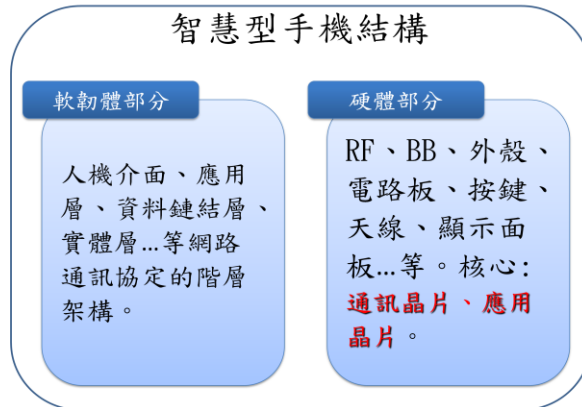 智慧型手機結構
軟韌體部分
人機介面、應用
層、資料鏈結層、
實體層...等網路
通訊協定的階層
架構。
硬體部分
RF、BB、外殼、
電路板、按鍵、
天線、顯示面
板...等。核心:
通訊晶片、應用
晶片。